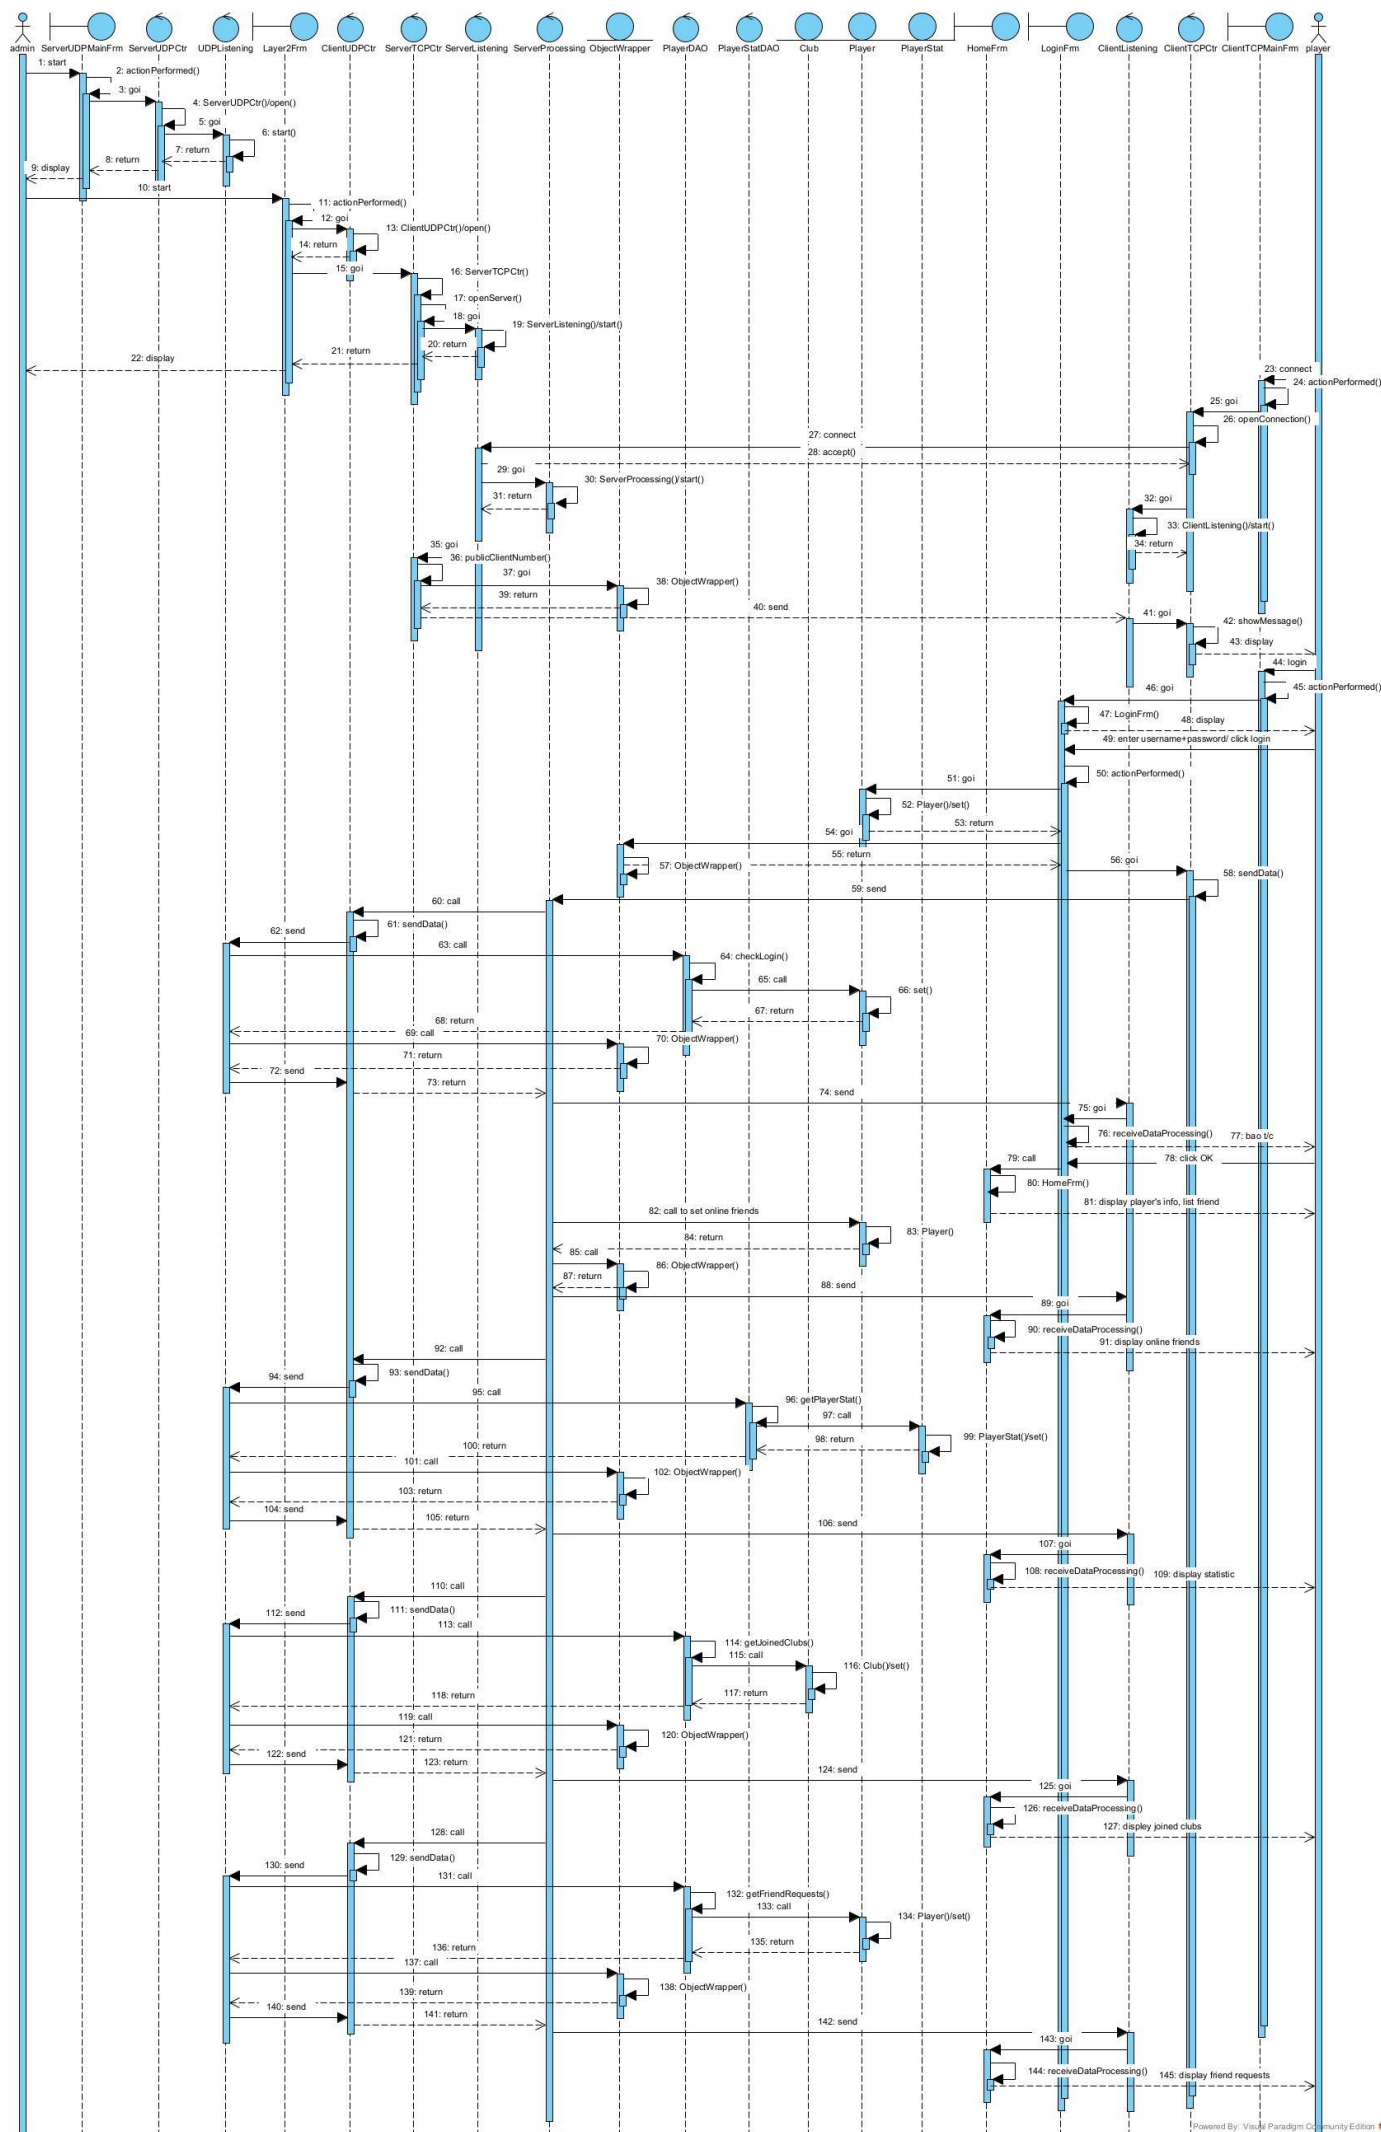 admin
ServerUDPMainFrm
ServerUDPCtr
UDPListening
Layer2Frm
ClientUDPCtr
ServerTCPCtr
ServerListening
ServerProcessing
ObjectWrapper
PlayerDAO
PlayerStatDAO
Club
Player
PlayerStat
HomeFrm
LoginFrm
ClientListening
ClientTCPCtr
ClientTCPMainFrm
player
1: start
2: actionPerformed()
3: goi
4: ServerUDPCtr()/open()
5: goi
6: start()
7: return
8: return
9: display
10: start
11: actionPerformed()
12: goi
13: ClientUDPCtr()/open()
14: return
15: goi
16: ServerTCPCtr()
17: openServer()
18: goi
19: ServerListening()/start()
20: return
21: return
22: display
23: connect
24: actionPerformed()
25: goi
26: openConnection()
27: connect
28: accept()
29: goi
30: ServerProcessing()/start()
31: return
32: goi
33: ClientListening()/start()
34: return
35: goi
36: publicClientNumber()
37: goi
38: ObjectWrapper()
39: return
40: send
41: goi
42: showMessage()
43: display
44: login
45: actionPerformed()
46: goi
47: LoginFrm()
48: display
49: enter username+password/ click login
50: actionPerformed()
51: goi
52: Player()/set()
53: return
54: goi
55: return
56: goi
57: ObjectWrapper()
58: sendData()
59: send
60: call
61: sendData()
62: send
63: call
64: checkLogin()
65: call
66: set()
67: return
68: return
69: call
70: ObjectWrapper()
71: return
72: send
73: return
74: send
75: goi
76: receiveDataProcessing()
77: bao t/c
78: click OK
79: call
80: HomeFrm()
81: display player's info, list friend
82: call to set online friends
83: Player()
84: return
85: call
86: ObjectWrapper()
87: return
88: send
89: goi
90: receiveDataProcessing()
91: display online friends
92: call
93: sendData()
94: send
95: call
96: getPlayerStat()
97: call
98: return
99: PlayerStat()/set()
100: return
101: call
102: ObjectWrapper()
103: return
104: send
105: return
106: send
107: goi
108: receiveDataProcessing()
109: display statistic
110: call
111: sendData()
112: send
113: call
114: getJoinedClubs()
115: call
116: Club()/set()
117: return
118: return
119: call
120: ObjectWrapper()
121: return
122: send
123: return
124: send
125: goi
126: receiveDataProcessing()
127: displey joined clubs
128: call
129: sendData()
130: send
131: call
132: getFriendRequests()
133: call
134: Player()/set()
135: return
136: return
137: call
138: ObjectWrapper()
139: return
140: send
141: return
142: send
143: goi
144: receiveDataProcessing()
145: display friend requests
Powered By: Visual Paradigm Community Edition